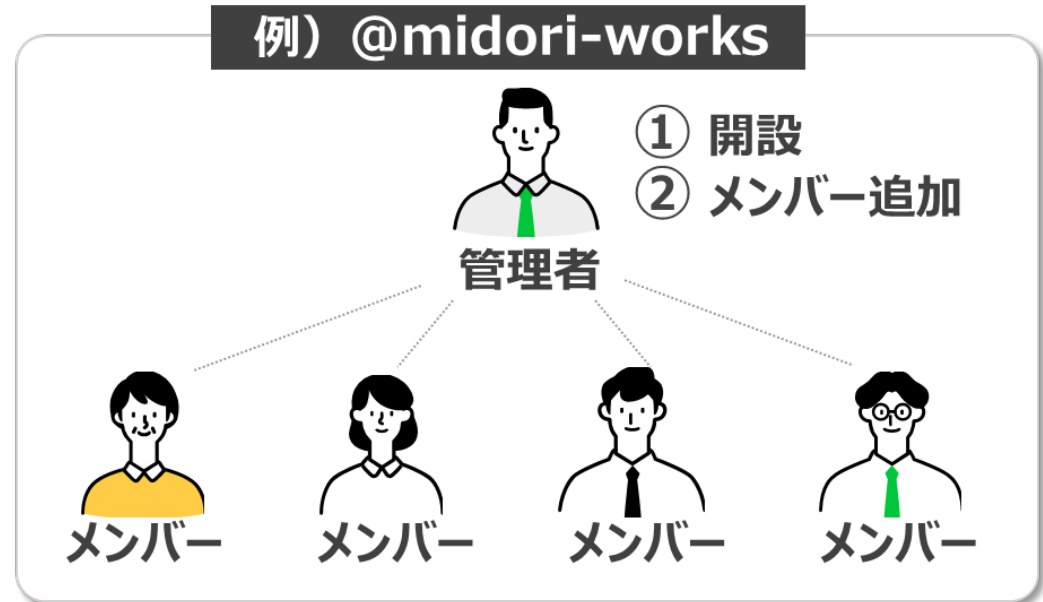 例）@midori-works
① 開設
② メンバー追加
管理者
メンバー
メンバー
メンバー
メンバー